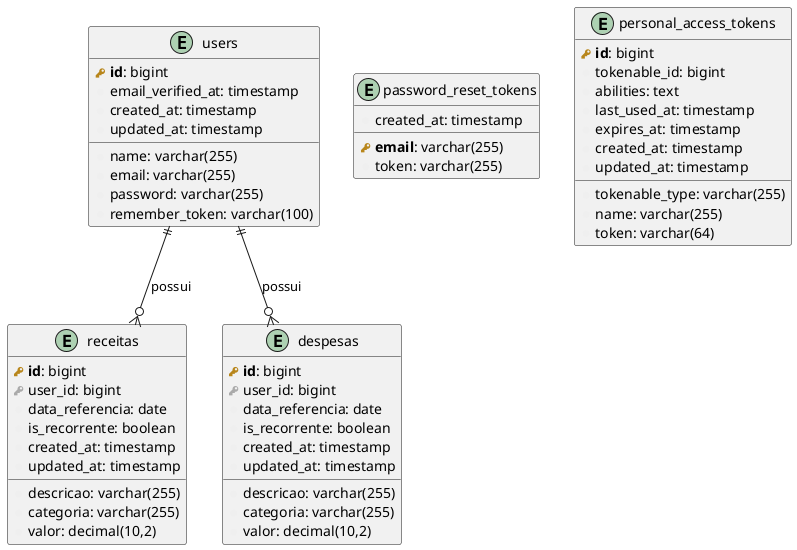 E users
id: bigint
email_verified_at: timestamp
created_at: timestamp
updated_at: timestamp
name: varchar(255)
email: varchar(255)
password: varchar(255)
remember_token: varchar(100)
E password_reset_tokens
created_at: timestamp
email: varchar(255)
token: varchar(255)
E personal_access_tokens
id: bigint
tokenable_id: bigint
abilities: text
last_used_at: timestamp
expires_at: timestamp
created_at: timestamp
updated_at: timestamp
tokenable_type: varchar(255)
name: varchar(255)
token: varchar(64)
possui
possui
E receitas
id: bigint
user_id: bigint
data_referencia: date
is_recorrente: boolean
created_at: timestamp
updated_at: timestamp
descricao: varchar(255)
categoria: varchar(255)
valor: decimal(10,2)
E despesas
id: bigint
user_id: bigint
data_referencia: date
is_recorrente: boolean
created_at: timestamp
updated_at: timestamp
descricao: varchar(255)
categoria: varchar(255)
valor: decimal(10,2)